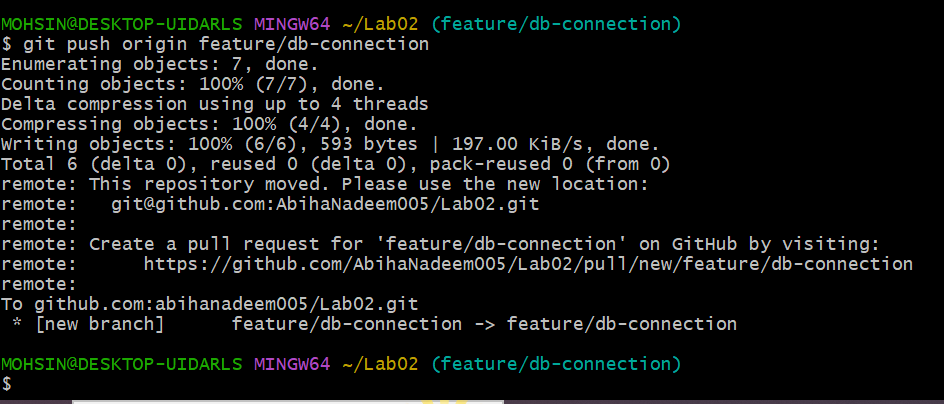 MOHSIN@DESKTOP-UIDARLS MINGW64 ~/Lab02 (feature/db-connection)
$ git push origin feature/db-connection
Enumerating objects: 7, done.
Counting objects: 100% (7/7), done.
Delta compression using up to 4 threads
Compressing objects: 100% (4/4), done.
Writing objects: 100% (6/6), 593 bytes | 197.00 KiB/s, done.
Total 6 (delta 0), reused 0 (delta 0), pack-reused 0 (from 0)
remote: This repository moved. Please use the new location:
remote:   git@github.com:AbihaNadeem005/Lab02.git
remote:
remote: Create a pull request for 'feature/db-connection' on GitHub by visiting:
remote:      https://github.com/AbihaNadeem005/Lab02/pull/new/feature/db-connection
remote:
To github.com:abihanadeem005/Lab02.git
 * [new branch]      feature/db-connection -> feature/db-connection
MOHSIN@DESKTOP-UIDARLS MINGW64 ~/Lab02 (feature/db-connection)
$